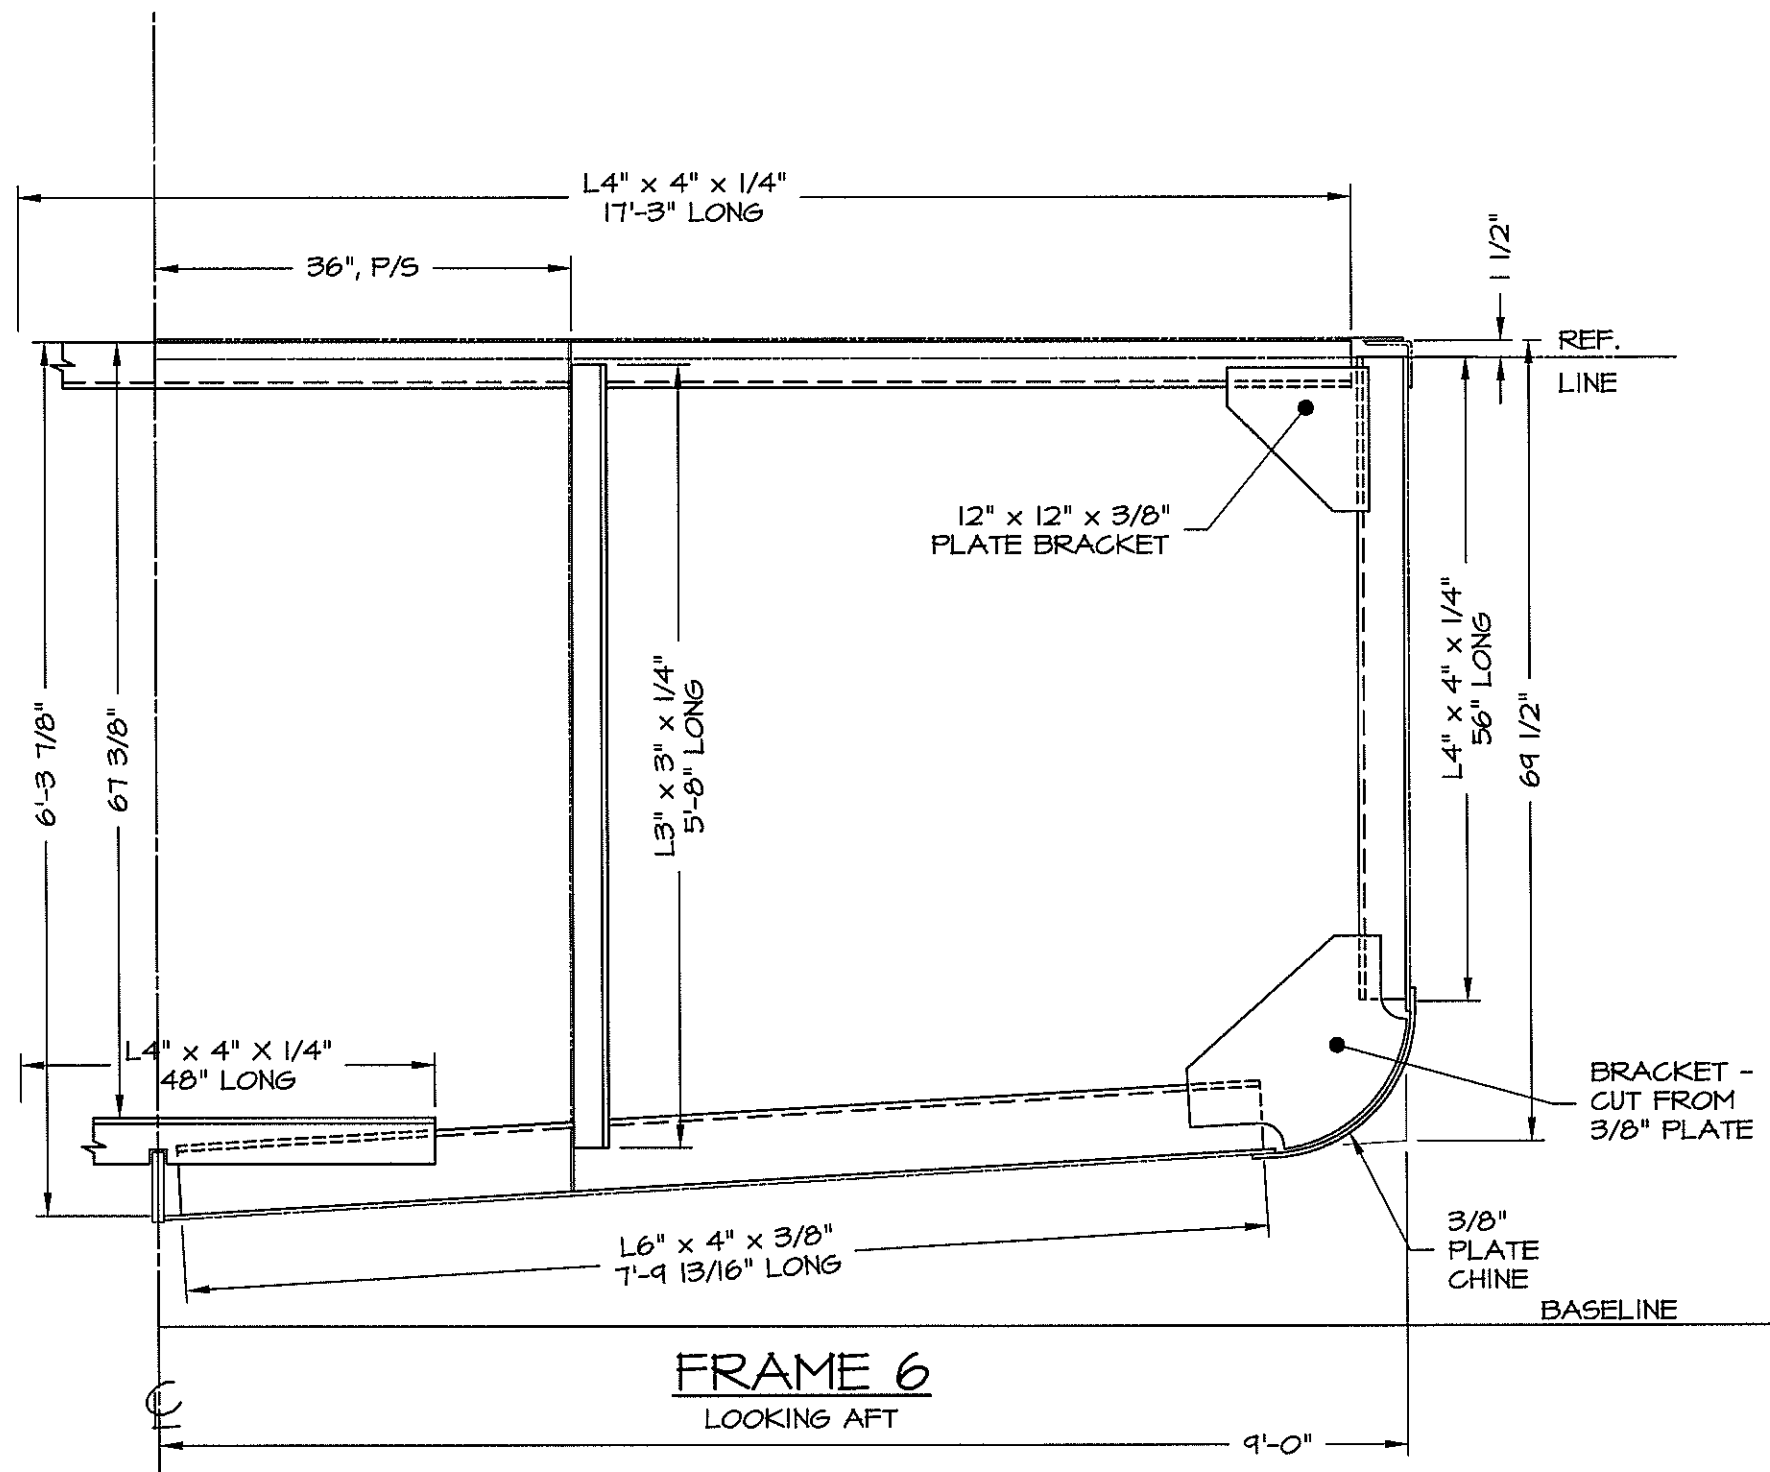 L4" x 4" x 1/4"
17'-3" LONG
36", P/S
1 1/2"
REF.
LINE
12" x 12" x 3/8"
PLATE BRACKET
L4" x 4" x 1/4"
56" LONG
69 1/2"
L3" x 3" x 1/4"
5'-8" LONG
6'-3 7/8"
67 3/8"
L4" x 4" X 1/4"
48" LONG
BRACKET -
CUT FROM
3/8" PLATE
3/8"
PLATE
CHINE
L6" x 4" x 3/8"
7'-9 13/16" LONG
BASELINE
FRAME 6
LOOKING AFT
CL
9'-0"